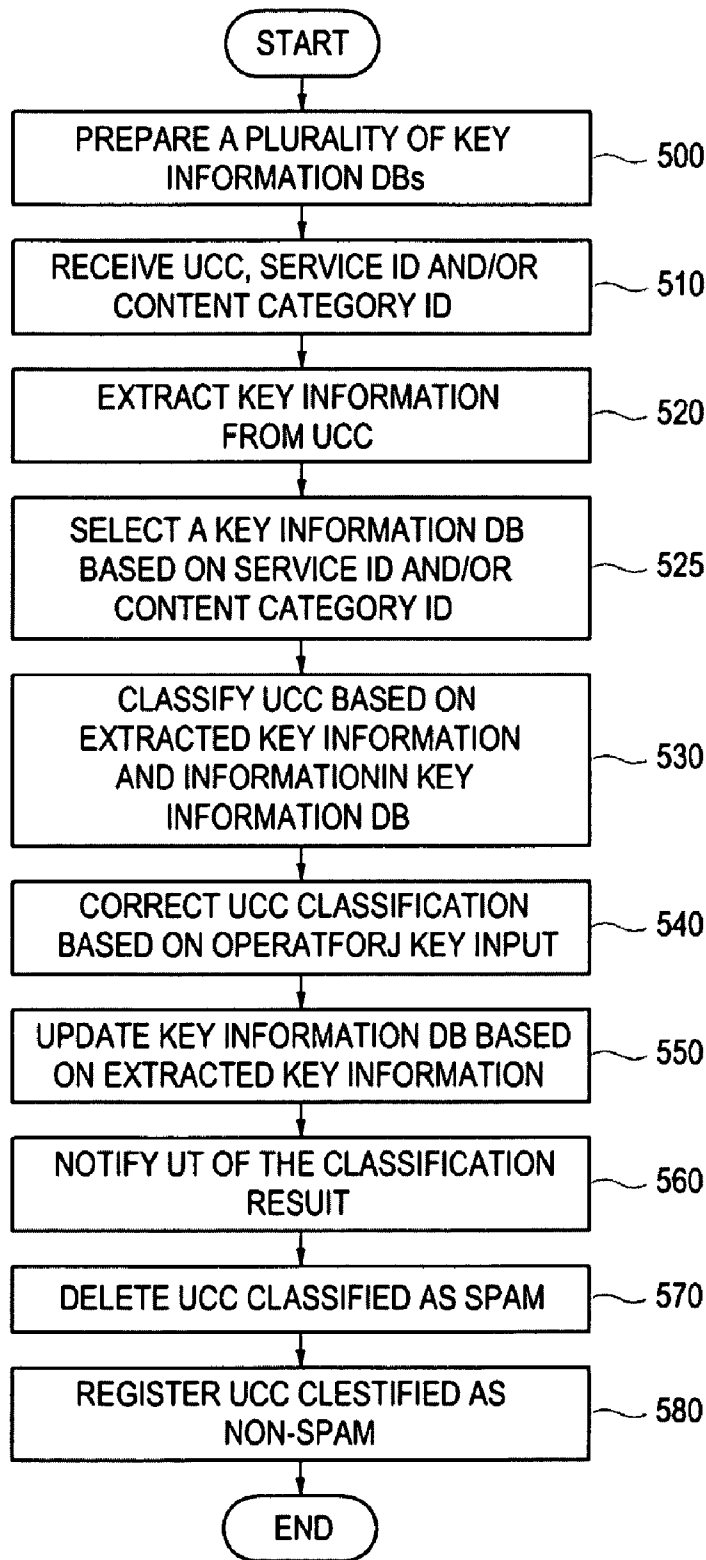 START
PREPARE A PLURALITY OF KEY
INFORMATION DBs
500
RECEIVE UCC, SERVICE ID AND/OR
CONTENT CATEGORY ID
510
EXTRACT KEY INFORMATION
FROM UCC
520
SELECT A KEY INFORMATION DB
BASED ON SERVICE ID AND/OR
CONTENT CATEGORY ID
525
CLASSIFY UCC BASED ON
EXTRACTED KEY INFORMATION
AND INFORMATIONIN KEY
INFORMATION DB
530
CORRECT UCC CLASSIFICATION
BASED ON OPERATFORJ KEY INPUT
540
UPDATE KEY INFORMATION DB BASED
ON EXTRACTED KEY INFORMATION
550
NOTIFY UT OF THE CLASSIFICATION
RESUIT
560
DELETE UCC CLASSIFIED AS SPAM
570
REGISTER UCC CLESTIFIED AS
NON-SPAM
580
END